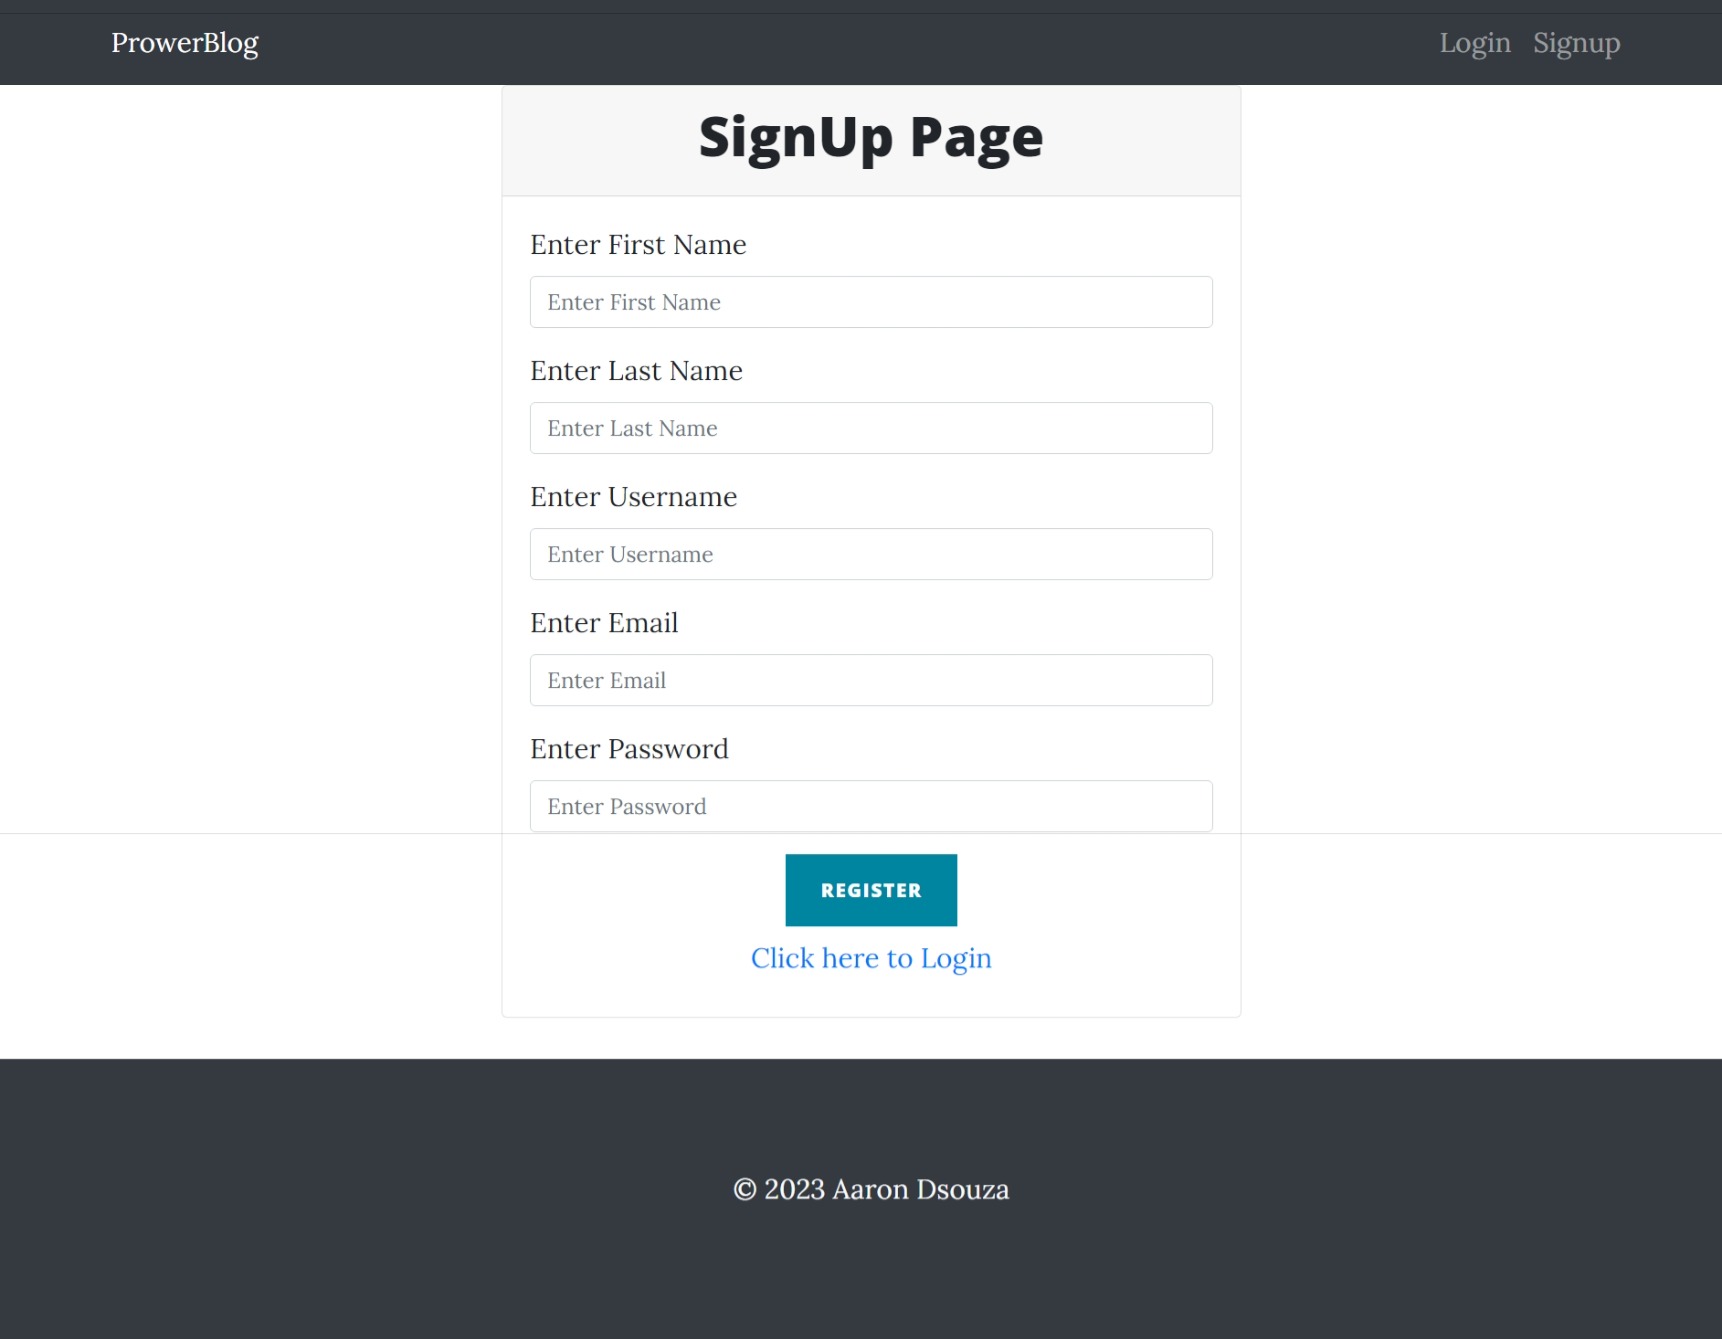 ProwerBlog Login Signup
SignUp Page
Enter First Name
Enter First Name
Enter Last Name
Enter Last Name
Enter Username
Enter Username
Enter Email
Enter Email
Enter Password
Enter Password
REGISTER
Click here to Login
© 2023 Aaron Dsouza